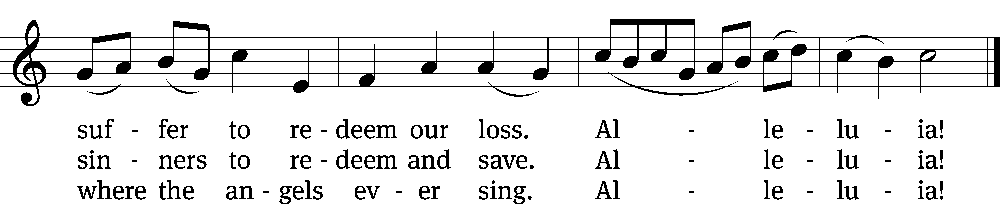 suf - fer to re - deem our loss. Al - le - lu - ia!
sin - ners to re - deem and save. Al - le - lu - ia!
where the an - gels ev - er sing. Al - le - lu - ia!